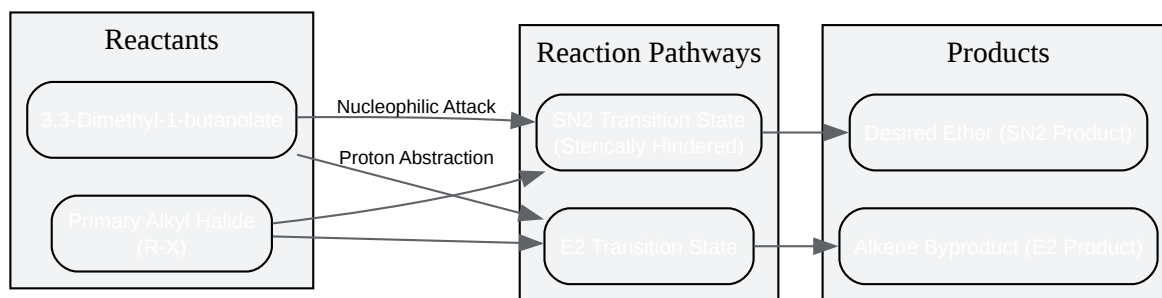 Reactants
3,3-Dimethyl-1-butanolate
Primary Alkyl Halide
(R-X)
Nucleophilic Attack
Proton Abstraction
Reaction Pathways
SN2 Transition State
(Sterically Hindered)
E2 Transition State
Products
Desired Ether (SN2 Product)
Alkene Byproduct (E2 Product)